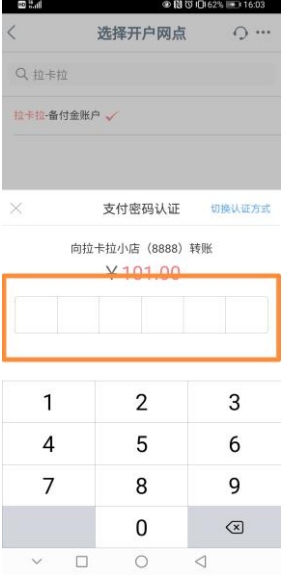 62% 16:03
选择开户网点
拉卡拉
拉卡拉-备付金账户
支付密码认证 切换认证方式
向拉卡拉小店（8888）转账
￥101.00
1 2 3
4 5 6
7 8 9
0